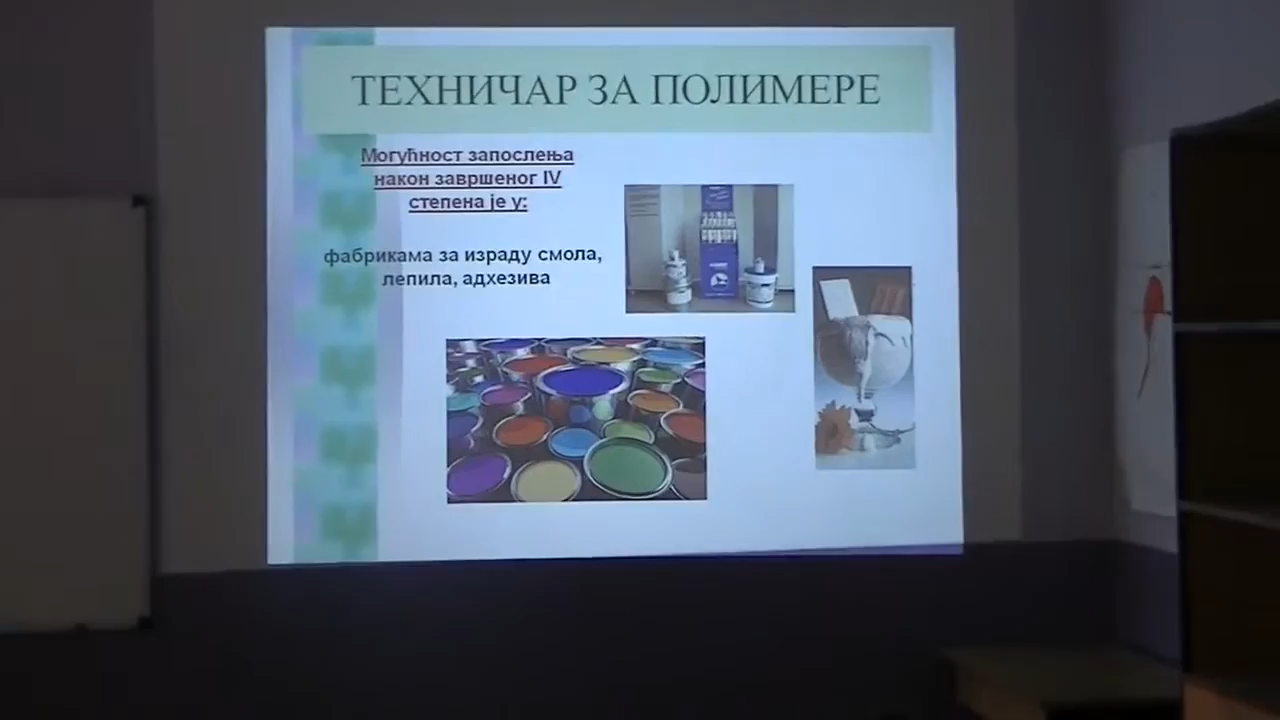 ТЕХНИЧАР ЗА ПОЛИМЕРЕ
Могућност запослења
након завршеног IV
степена је у:
фабрикама за израду смола,
лепила, адхезива